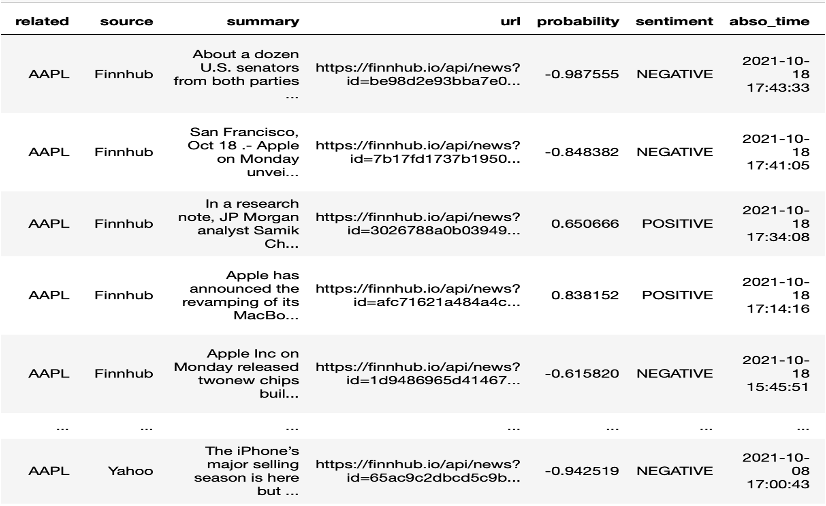 related source summary url probability sentiment abso_time
About a dozen
U.S. senators
from both parties
...
AAPL Finnhub https://finnhub.io/api/news?
id=be98d2e93bba7e0... -0.987555 NEGATIVE 2021-10-
18
17:43:33
San Francisco,
Oct 18 .- Apple
on Monday
unvei...
AAPL Finnhub https://finnhub.io/api/news?
id=7b17fd1737b1950... -0.848382 NEGATIVE 2021-10-
18
17:41:05
In a research
note, JP Morgan
analyst Samik
Ch...
AAPL Finnhub https://finnhub.io/api/news?
id=3026788a0b03949... 0.650666 POSITIVE 2021-10-
18
17:34:08
Apple has
announced the
revamping of its
MacBo...
AAPL Finnhub https://finnhub.io/api/news?
id=afc71621a484a4c... 0.838152 POSITIVE 2021-10-
18
17:14:16
Apple Inc on
Monday released
twonew chips
buil...
AAPL Finnhub https://finnhub.io/api/news?
id=1d9486965d41467... -0.615820 NEGATIVE 2021-10-
18
15:45:51
... ... ... ... ... ... ...
The iPhone’s
major selling
season is here
but ...
AAPL Yahoo https://finnhub.io/api/news?
id=65ac9c2dbcd5c9b... -0.942519 NEGATIVE 2021-10-
08
17:00:43